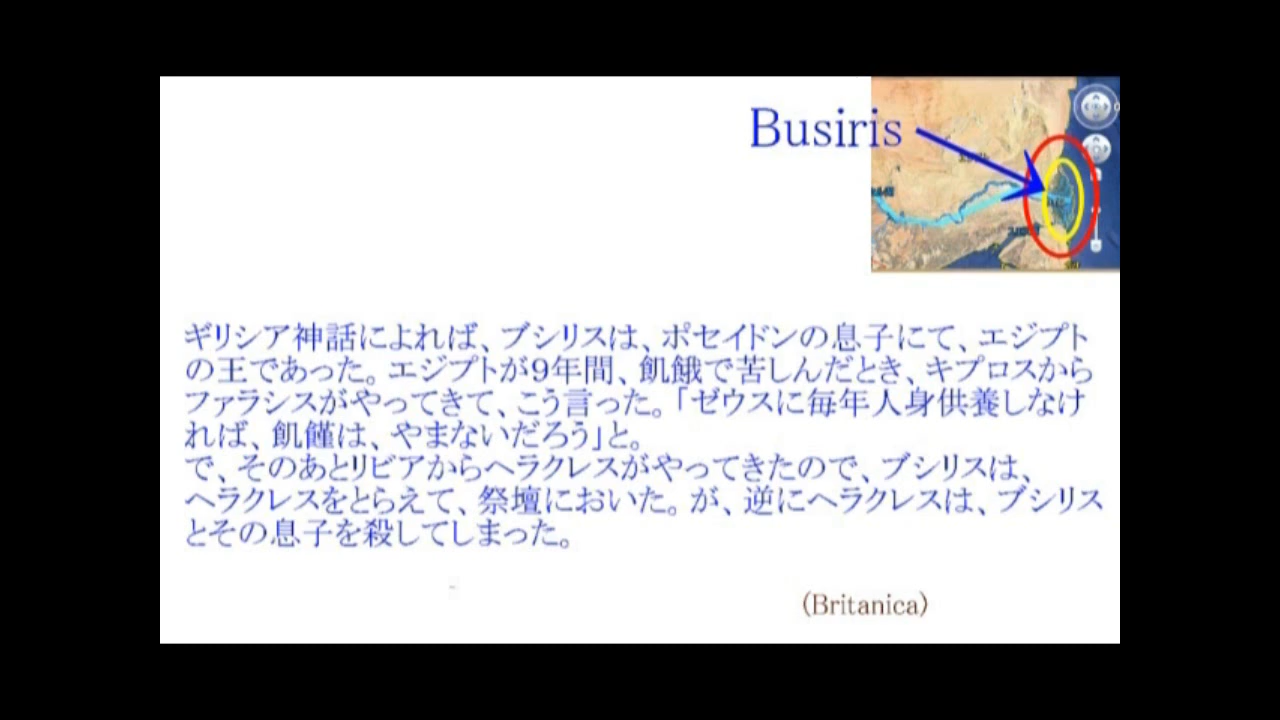 Busiris
ギリシア神話によれば、ブシリスは、ポセイドンの息子にて、エジプト
の王であった。エジプトが9年間、飢餓で苦しんだとき、キプロスから
ファラシスがやってきて、こう言った。「ゼウスに毎年人身供養しなけ
れば、飢饉は、やまないだろう」と。
で、そのあとリビアからヘラクレスがやってきたので、ブシリスは、
ヘラクレスをとらえて、祭壇においた。が、逆にヘラクレスは、ブシリス
とその息子を殺してしまった。
(Britanica)